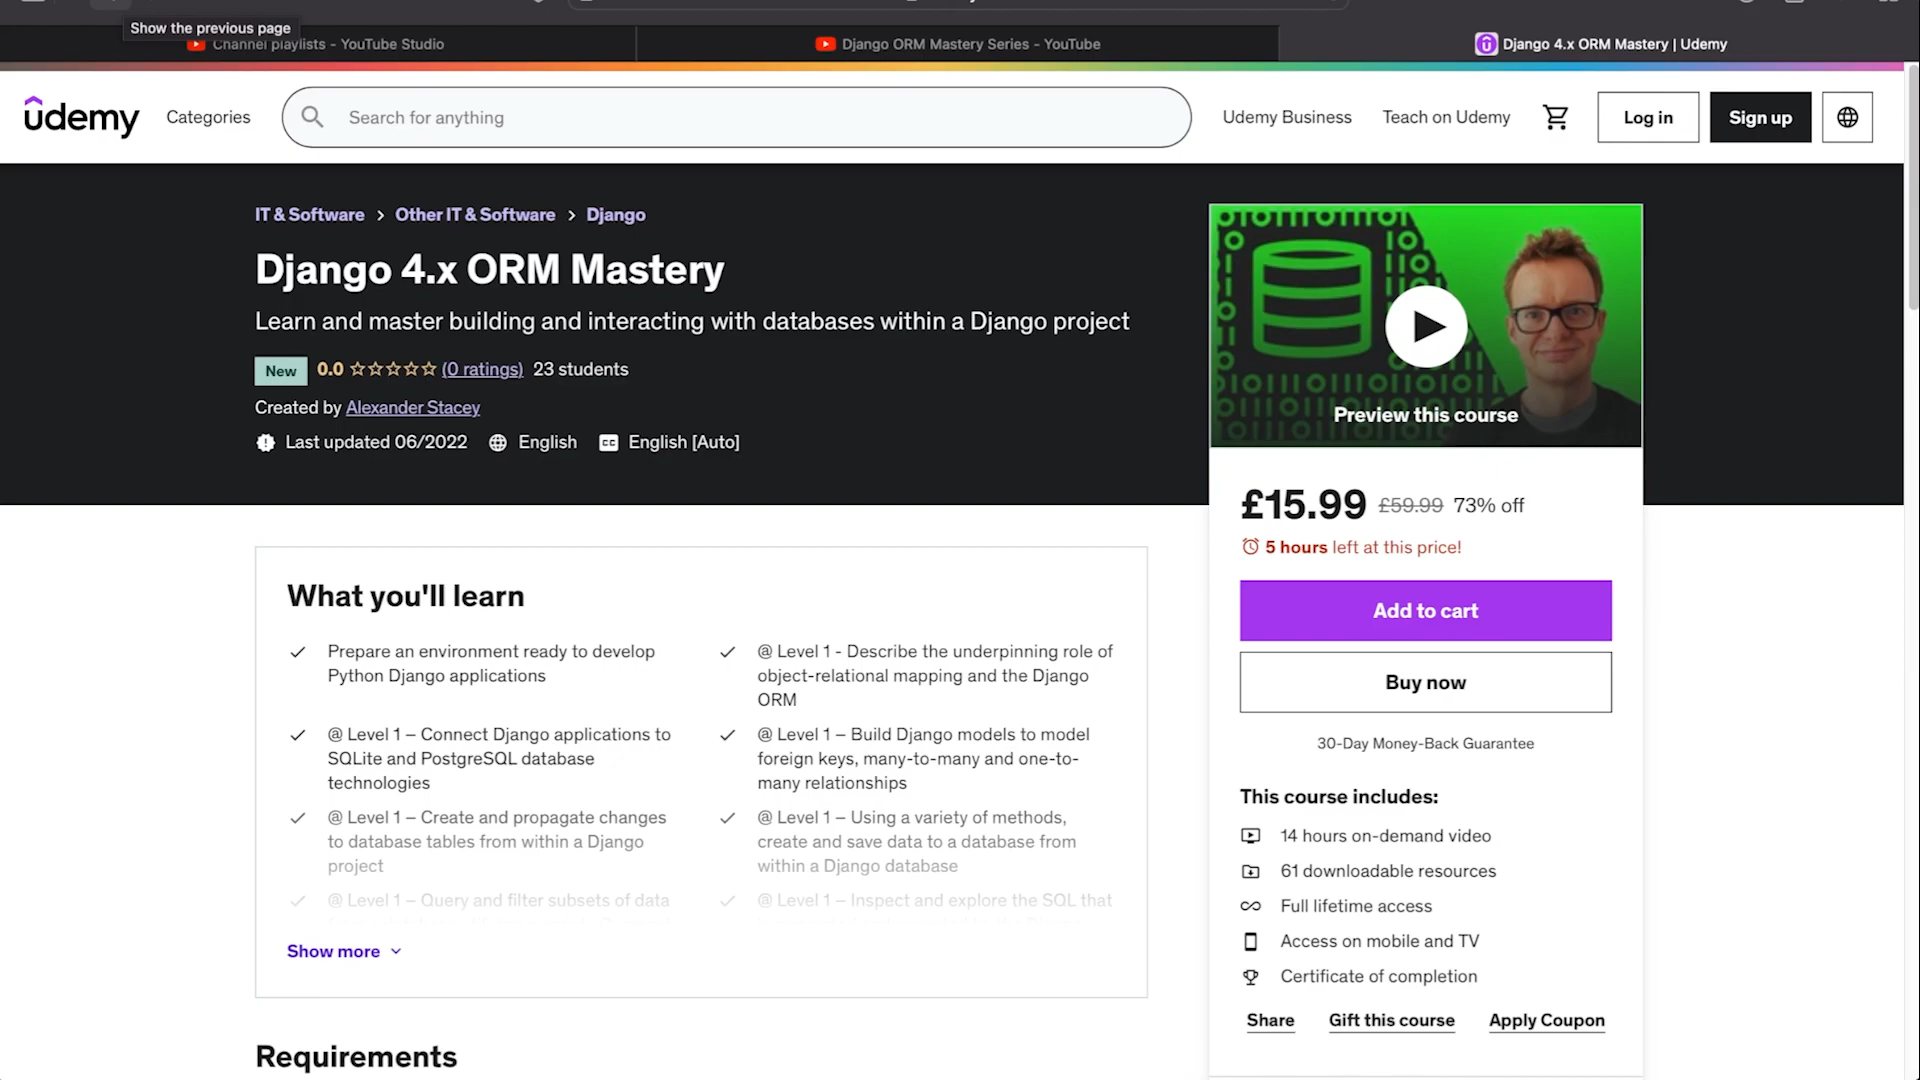 Show the previous page
Channel playlists - YouTube Studio
Django ORM Mastery Series - YouTube
Django 4.x ORM Mastery | Udemy
udemy
Categories
Search for anything
Udemy Business
Teach on Udemy
Log in
Sign up
IT & Software > Other IT & Software > Django
Django 4.x ORM Mastery
Learn and master building and interacting with databases within a Django project
New 0.0 (0 ratings) 23 students
Created by Alexander Stacey
Last updated 06/2022 English CC English [Auto]
Preview this course
£15.99 £59.99 73% off
5 hours left at this price!
Add to cart
Buy now
30-Day Money-Back Guarantee
This course includes:
14 hours on-demand video
61 downloadable resources
Full lifetime access
Access on mobile and TV
Certificate of completion
Share Gift this course Apply Coupon
What you'll learn
Prepare an environment ready to develop
Python Django applications
@ Level 1 - Describe the underpinning role of
object-relational mapping and the Django
ORM
@ Level 1 – Connect Django applications to
SQLite and PostgreSQL database
technologies
@ Level 1 – Build Django models to model
foreign keys, many-to-many and one-to-
many relationships
@ Level 1 – Create and propagate changes
to database tables from within a Django
project
@ Level 1 – Using a variety of methods,
create and save data to a database from
within a Django database
@ Level 1 – Query and filter subsets of data
@ Level 1 – Inspect and explore the SQL that
Show more
Requirements